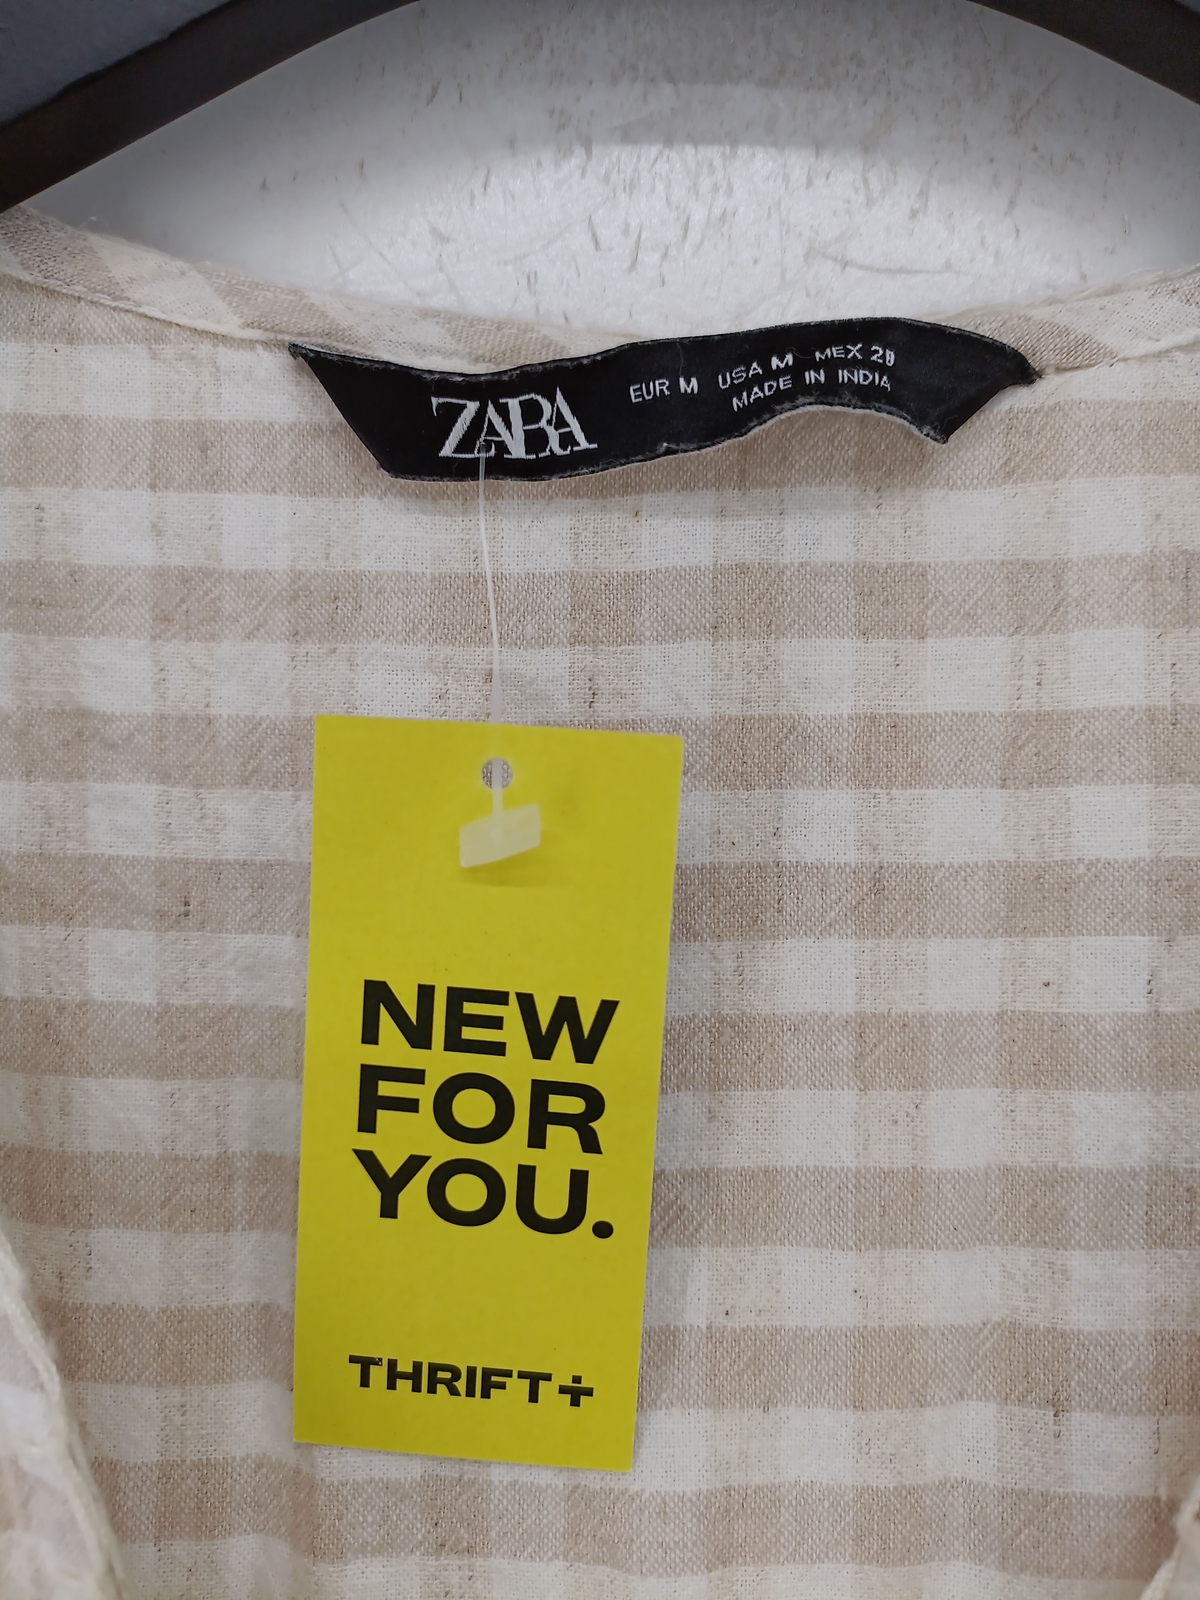 ZARA
EUR M USA M MEX 28
MADE IN INDIA
NEW
FOR
YOU.
THRIFT+